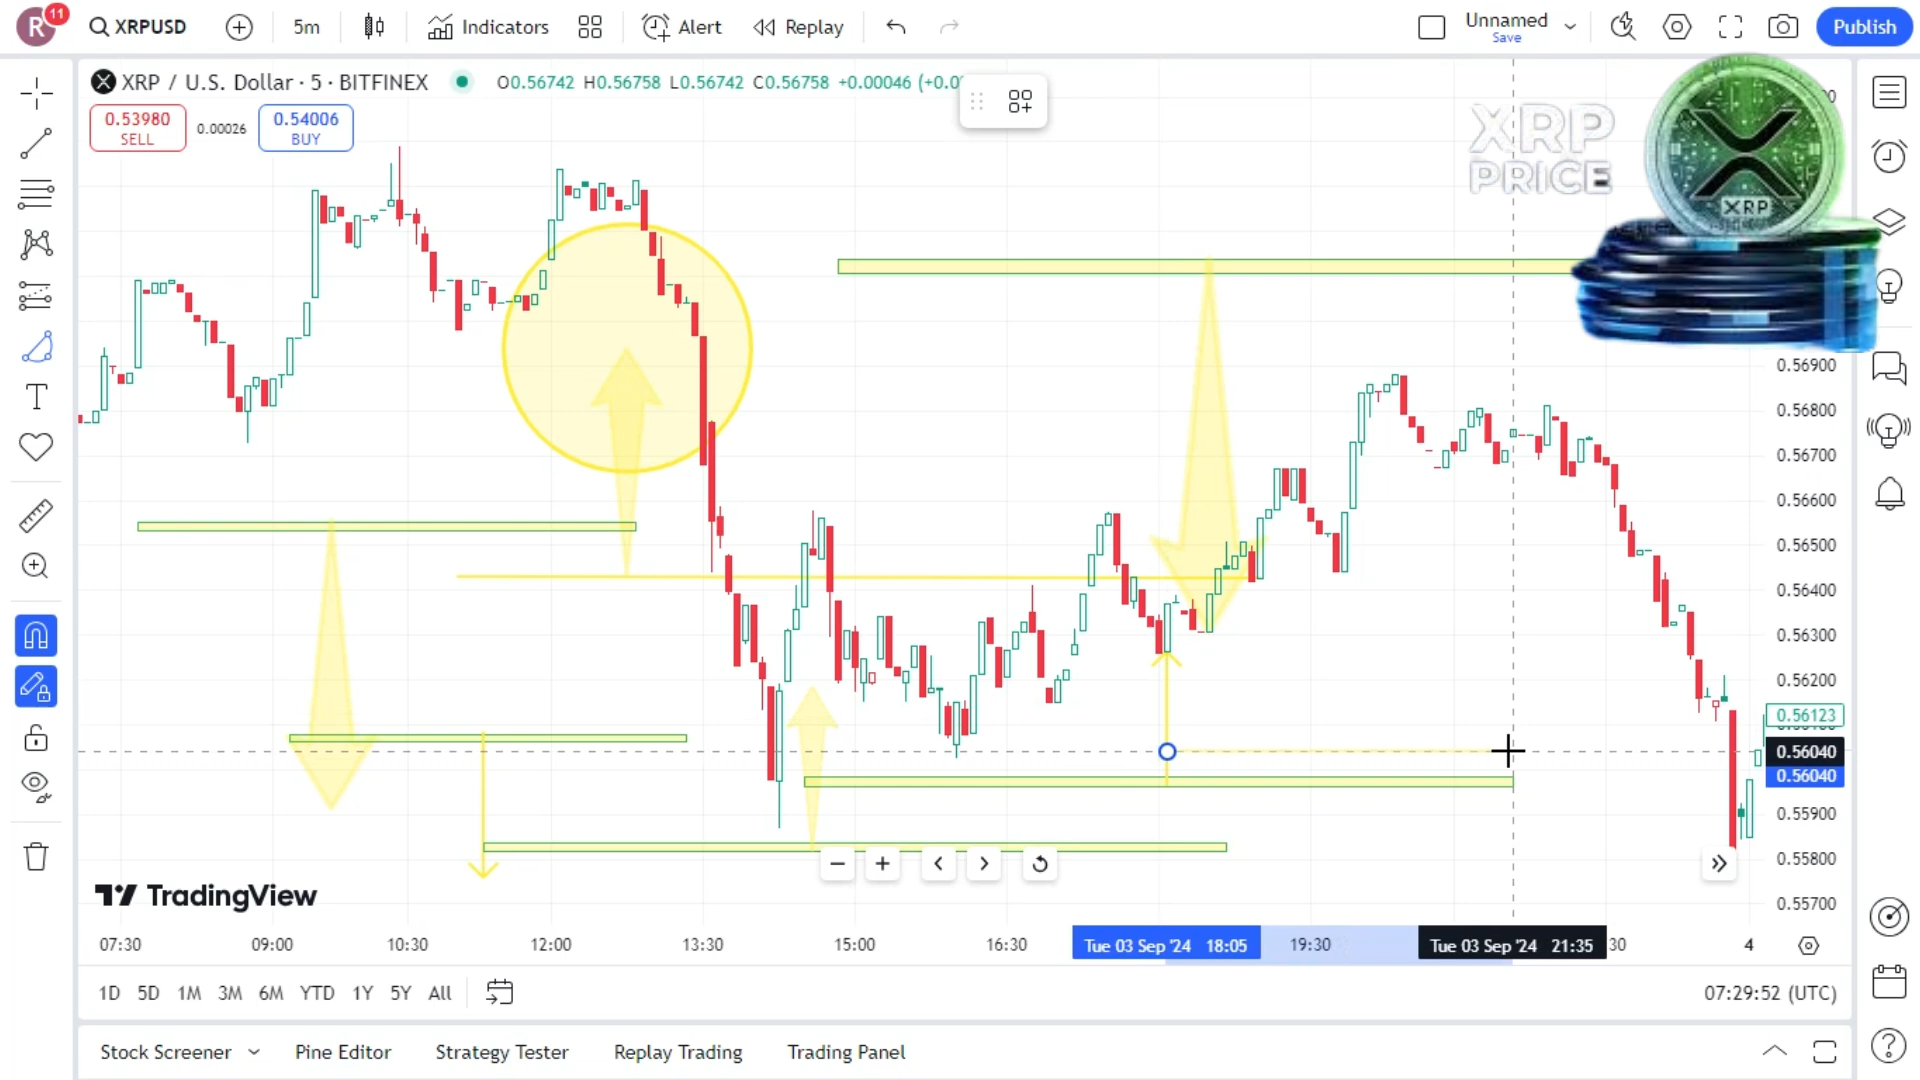 R 11 XRPUSD 5m Indicators Alert Replay Unnamed Save Publish
XRP / U.S. Dollar · 5 · BITFINEX O0.56742 H0.56758 L0.56742 C0.56758 +0.00046
0.53980 SELL 0.00026 0.54006 BUY
XRP
PRICE
XRP
0.56900
0.56800
0.56700
0.56600
0.56500
0.56400
0.56300
0.56200
0.56123
0.56040
0.56040
0.55900
0.55800
0.55700
TradingView
07:30 09:00 10:30 12:00 13:30 15:00 16:30 Tue 03 Sep '24 18:05 19:30 Tue 03 Sep '24 21:35 30 4
1D 5D 1M 3M 6M YTD 1Y 5Y All 07:29:52 (UTC)
Stock Screener Pine Editor Strategy Tester Replay Trading Trading Panel